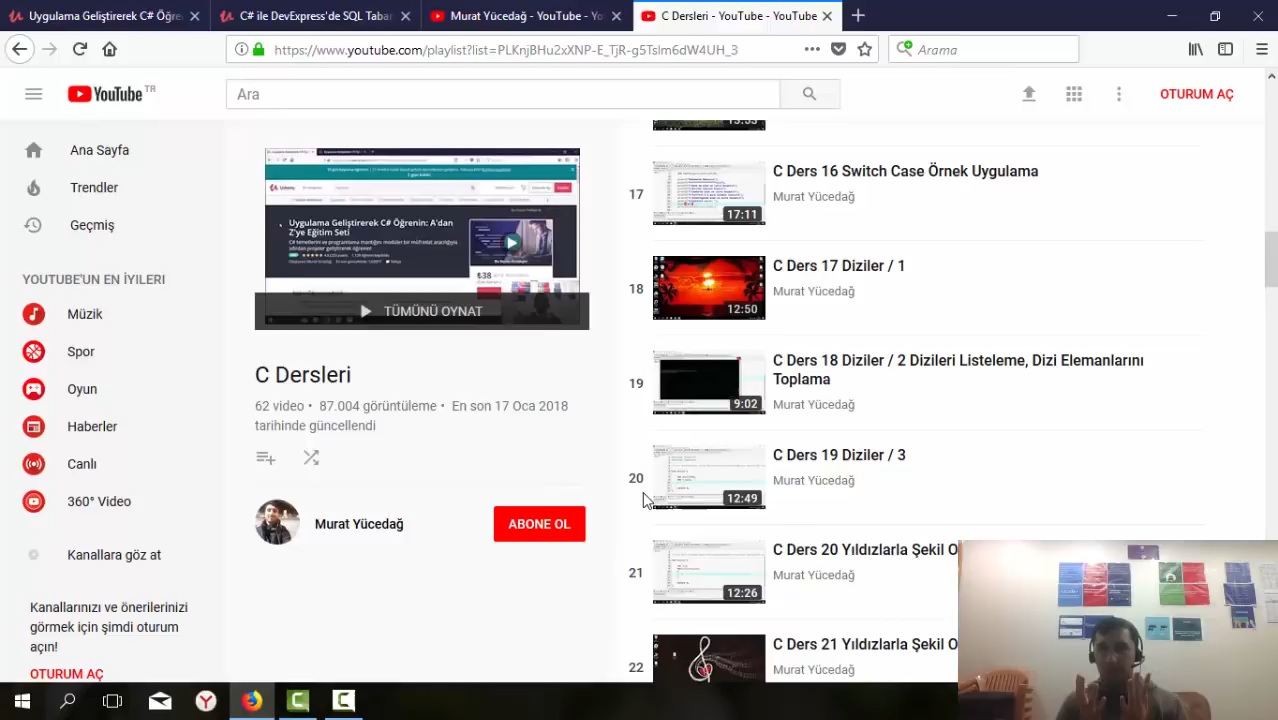 Uygulama Geliştirerek C# Öğre
C# ile DevExpress'de SQL Tabar
Murat Yücedağ - YouTube - Yo
C Dersleri - YouTube - YouTube
https://www.youtube.com/playlist?list=PLKnjBHu2xXNP-E_TjR-g5Tslm6dW4UH_3
Arama
YouTube TR
Ara
OTURUM AÇ
Ana Sayfa
Trendler
Geçmiş
YOUTUBE'UN EN İYİLERİ
Müzik
Spor
Oyun
Haberler
Canlı
360° Video
Kanallara göz at
Kanallarınızı ve önerilerinizi
görmek için şimdi oturum
açın!
OTURUM AÇ
Udemy
Uygulama Geliştirerek C# Öğrenin: A'dan
Z'ye Eğitim Seti
₺38
TÜMÜNÜ OYNAT
C Dersleri
62 video • 87.004 görüntüleme • En son 17 Oca 2018
tarihinde güncellendi
Murat Yücedağ
ABONE OL
13:53
17
17:11
C Ders 16 Switch Case Örnek Uygulama
Murat Yücedağ
18
12:50
C Ders 17 Diziler / 1
Murat Yücedağ
19
9:02
C Ders 18 Diziler / 2 Dizileri Listeleme, Dizi Elemanlarını
Toplama
Murat Yücedağ
20
12:49
C Ders 19 Diziler / 3
Murat Yücedağ
21
12:26
C Ders 20 Yıldızlarla Şekil O
Murat Yücedağ
22
C Ders 21 Yıldızlarla Şekil O
Murat Yücedağ